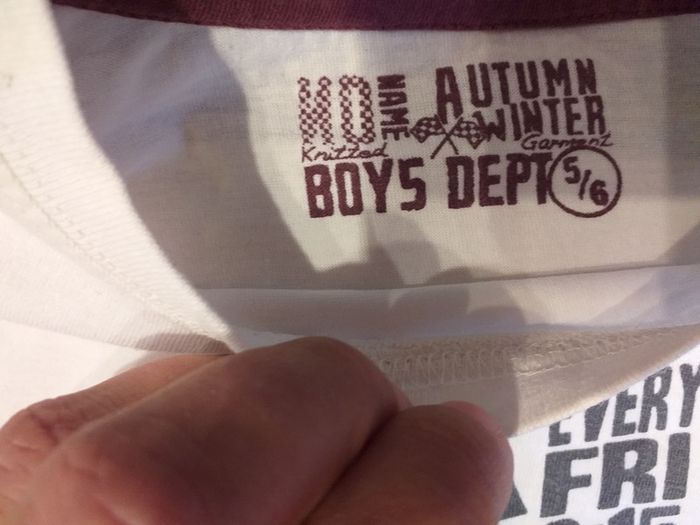 NO NAME AUTUMN
WINTER
Knitted Garment
BOYS DEPT 5/6
EVERY
FRI